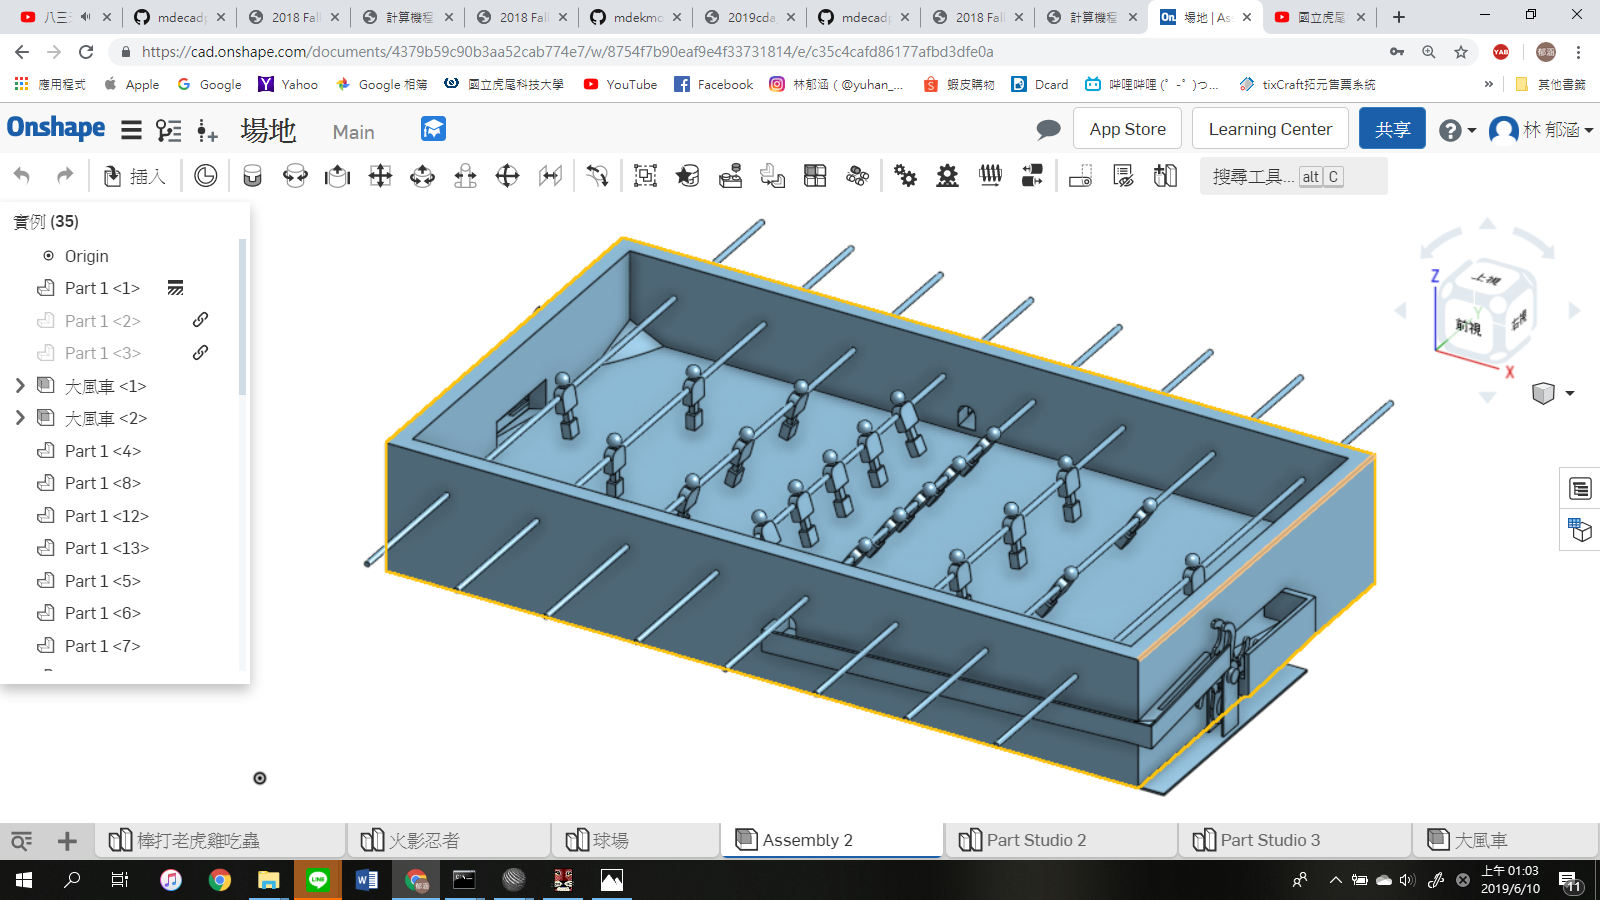 八三
mdecad
2018 Fall
計算機程
2018 Fall
mdekmo
2019cda
mdecad
2018 Fall
計算機程
場地 | As
國立虎尾
https://cad.onshape.com/documents/4379b59c90b3aa52cab774e7/w/8754f7b90eaf9e4f33731814/e/c35c4cafd86177afbd3dfe0a
YAB
郁涵
應用程式
Apple
Google
Yahoo
Google 相簿
國立虎尾科技大學
YouTube
Facebook
林郁涵 ( @yuhan_...
蝦皮購物
Dcard
嗶哩嗶哩 (゜-゜)つ...
tixCraft拓元售票系統
»
其他書籤
Onshape
場地
Main
App Store
Learning Center
共享
林 郁涵
插入
搜尋工具... alt C
實例 (35)
Origin
Part 1 <1>
Part 1 <2>
Part 1 <3>
大風車 <1>
大風車 <2>
Part 1 <4>
Part 1 <8>
Part 1 <12>
Part 1 <13>
Part 1 <5>
Part 1 <6>
Part 1 <7>
Z
上視
前視
右視
Y
X
棒打老虎雞吃蟲
火影忍者
球場
Assembly 2
Part Studio 2
Part Studio 3
大風車
上午 01:03
2019/6/10
11